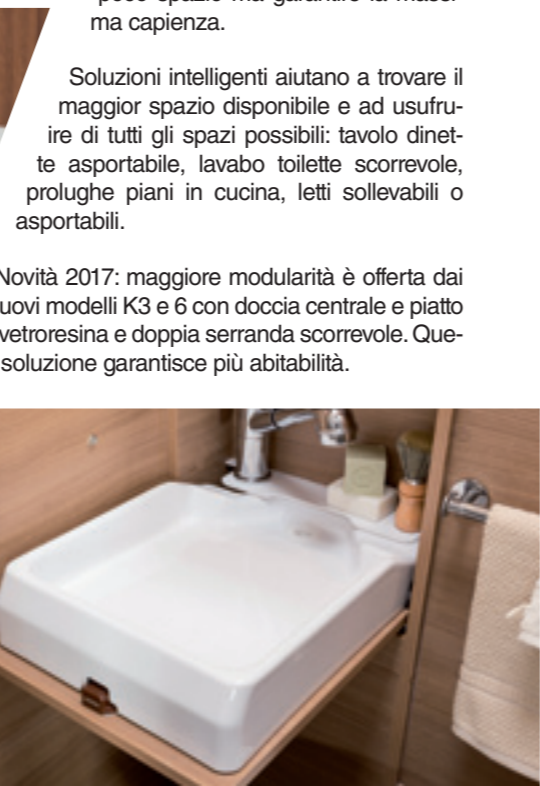 ma capienza.
Soluzioni intelligenti aiutano a trovare il
maggior spazio disponibile e ad usufru-
ire di tutti gli spazi possibili: tavolo dinet-
te asportabile, lavabo toilette scorrevole,
prolughe piani in cucina, letti sollevabili o
asportabili.
Novità 2017: maggiore modularità è offerta dai
uovi modelli K3 e 6 con doccia centrale e piatto
vetroresina e doppia serranda scorrevole. Que-
soluzione garantisce più abitabilità.